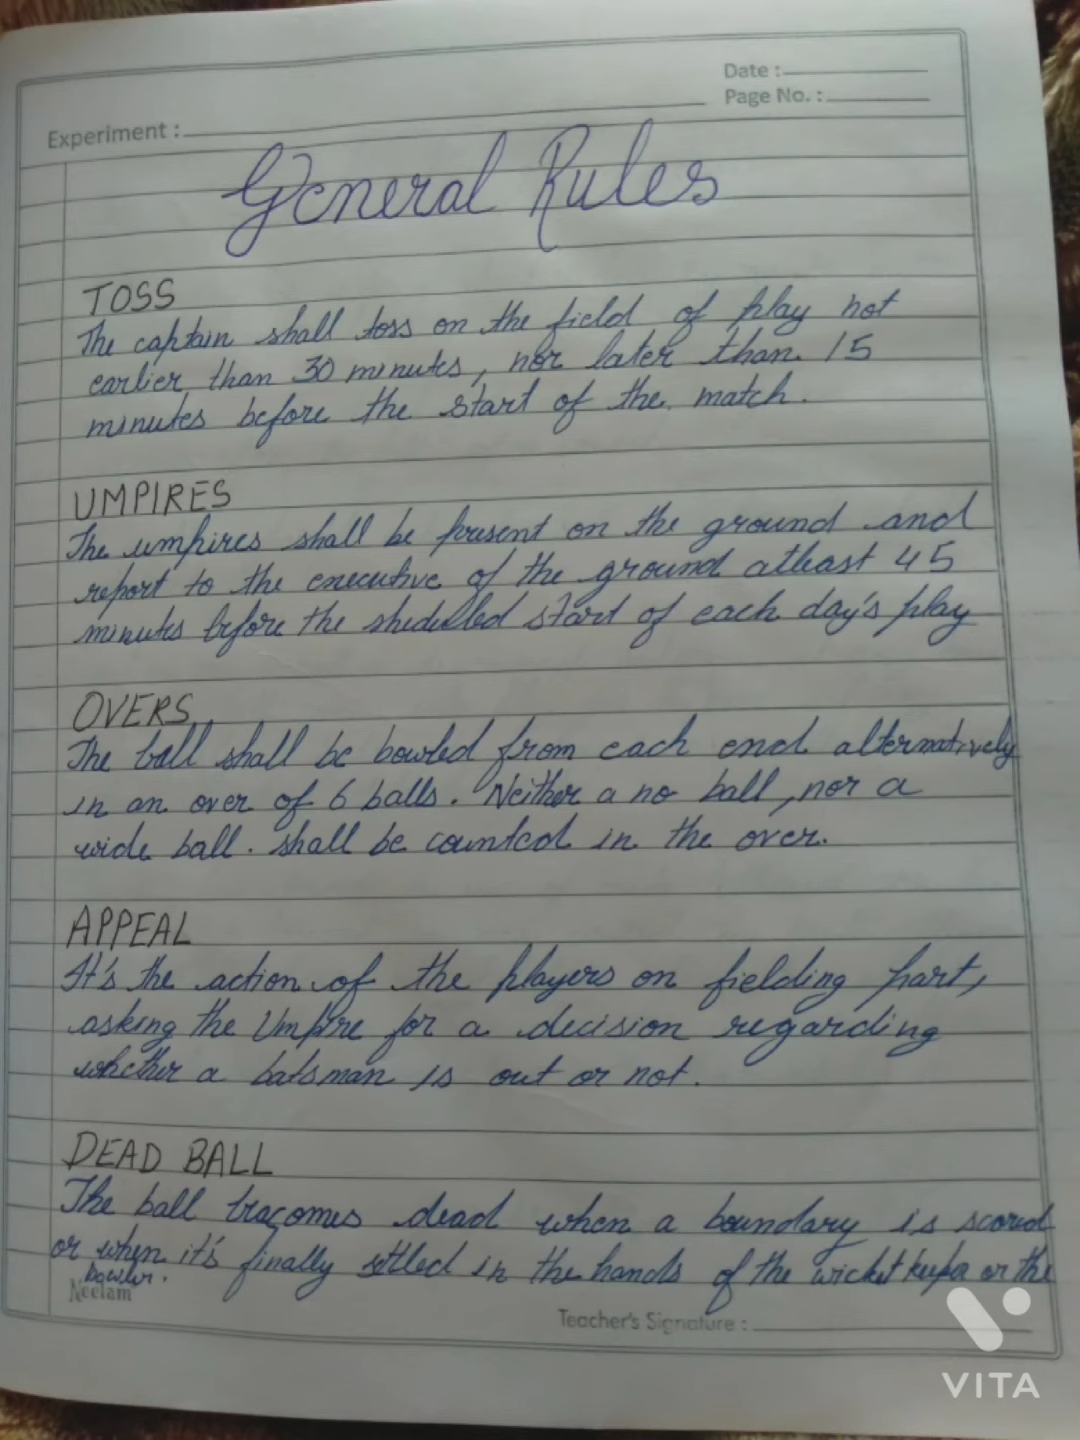 Date :
Page No. :
Experiment :
General Rules
TOSS
The captain shall toss on the field of play not
earlier than 30 minutes, nor later than 15
minutes before the start of the match.
UMPIRES
The umpires shall be present on the ground and
report to the executive of the ground atleast 45
minutes before the sheduled start of each day's play
OVERS
The ball shall be bowled from each end alternatively
in an over of 6 balls. Neither a no ball, nor a
wide ball. shall be counted in the over.
APPEAL
It's the action of the players on fielding part,
asking the Umpire for a decision regarding
whether a batsman is out or not.
DEAD BALL
The ball bracomes dead when a boundary is scored
or when it's finally settled in the hands of the wicket keeper or the
bowler.
Neelam
Teacher's Signature :
VITA